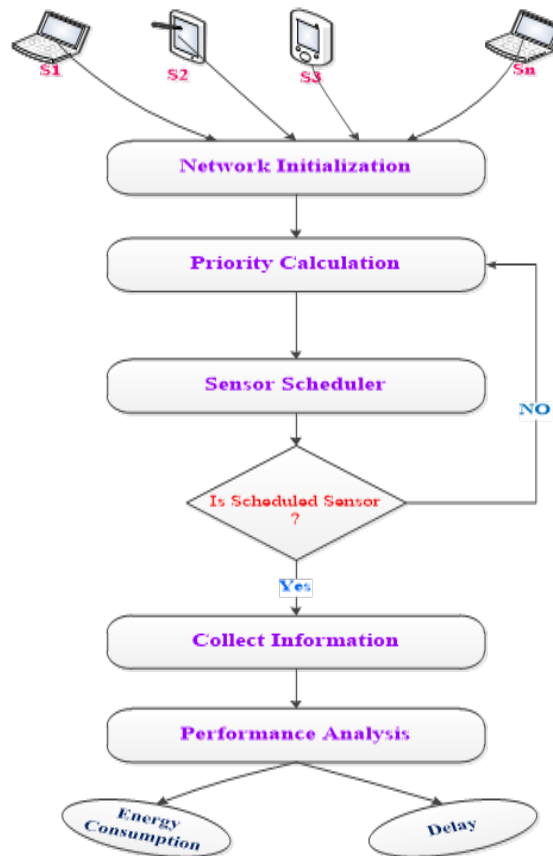 S1
S2
S3
Sn
Network Initialization
Priority Calculation
Sensor Scheduler
NO
Is Scheduled Sensor
?
Yes
Collect Information
Performance Analysis
Energy
Consumption
Delay